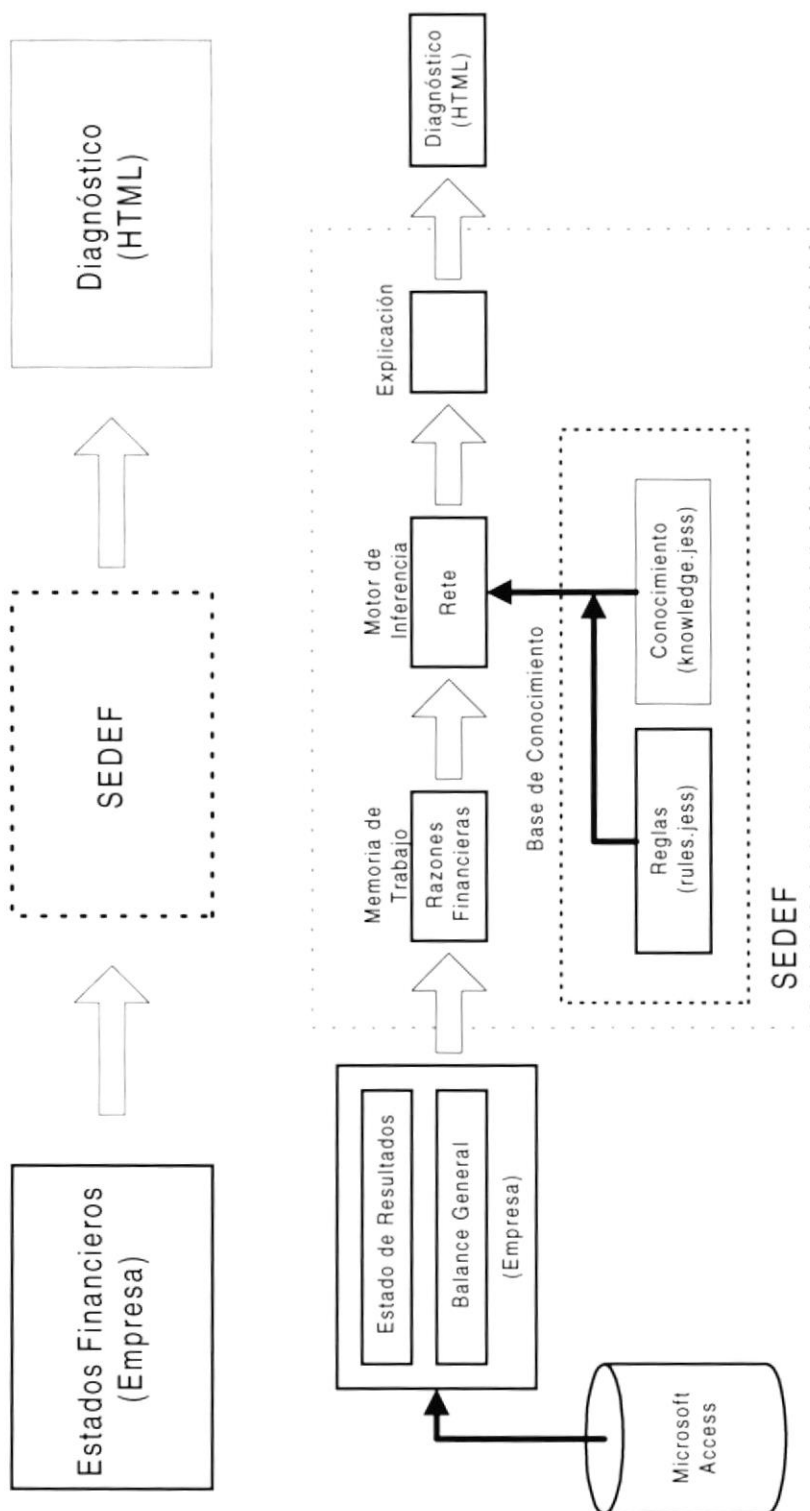 Estados Financieros
(Empresa)
SEDEF
Diagnóstico
(HTML)
Estado de Resultados
Balance General
(Empresa)
Microsoft
Access
Memoria de
Trabajo
Razones
Financieras
Motor de
Inferencia
Rete
Explicación
Diagnóstico
(HTML)
Base de Conocimiento
Reglas
(rules.jess)
Conocimiento
(knowledge.jess)
SEDEF